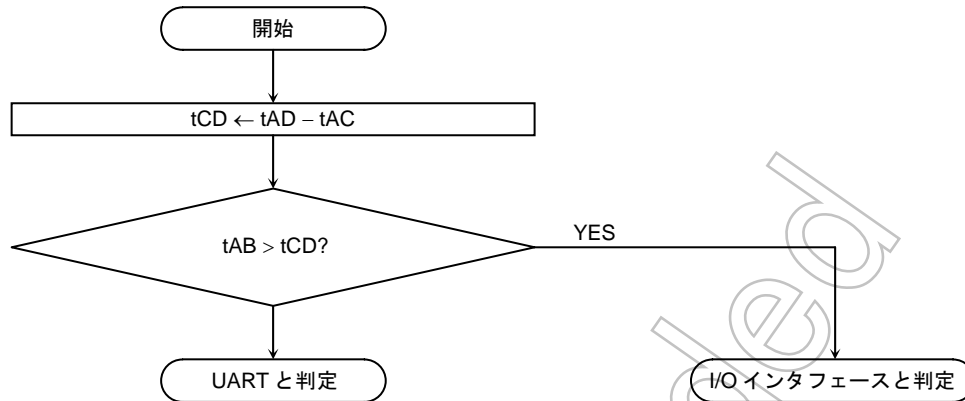 開始
tCD ← tAD − tAC
tAB > tCD?
YES
UART と判定
I/O インタフェースと判定
ded